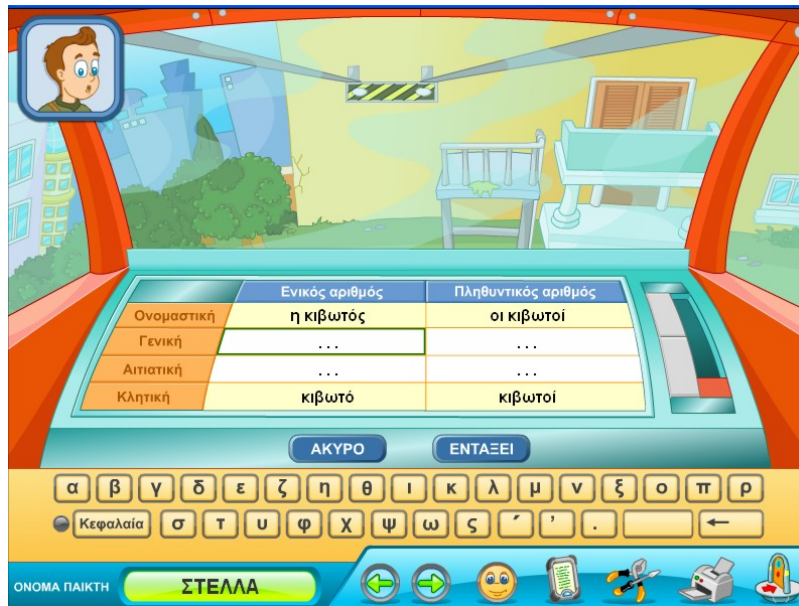 Ενικός αριθμός Πληθυντικός αριθμός
Ονομαστική η κιβωτός οι κιβωτοί
Γενική ... ...
Αιτιατική ... ...
Κλητική κιβωτό κιβωτοί
ΑΚΥΡΟ ΕΝΤΑΞΕΙ
α β γ δ ε ζ η θ ι κ λ μ ν ξ ο π ρ
Κεφαλαία σ τ υ φ χ ψ ω ς ΄ ' . ←
ΟΝΟΜΑ ΠΑΙΚΤΗ ΣΤΕΛΛΑ